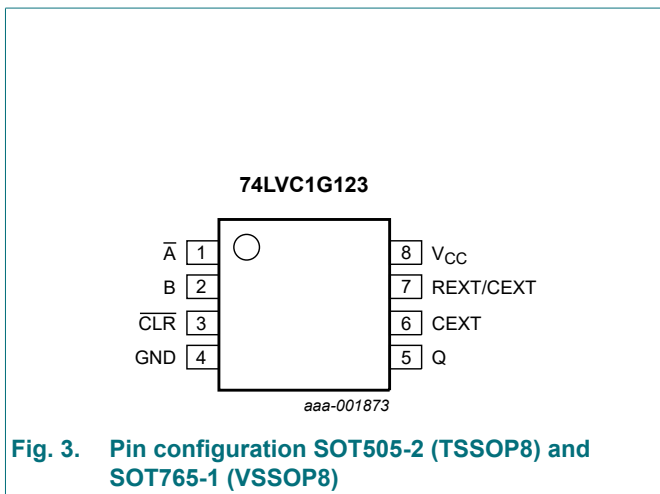 74LVC1G123
A̅ 1 8 VCC
B 2 7 REXT/CEXT
C̅L̅R̅ 3 6 CEXT
GND 4 5 Q
aaa-001873
Fig. 3. Pin configuration SOT505-2 (TSSOP8) and
SOT765-1 (VSSOP8)